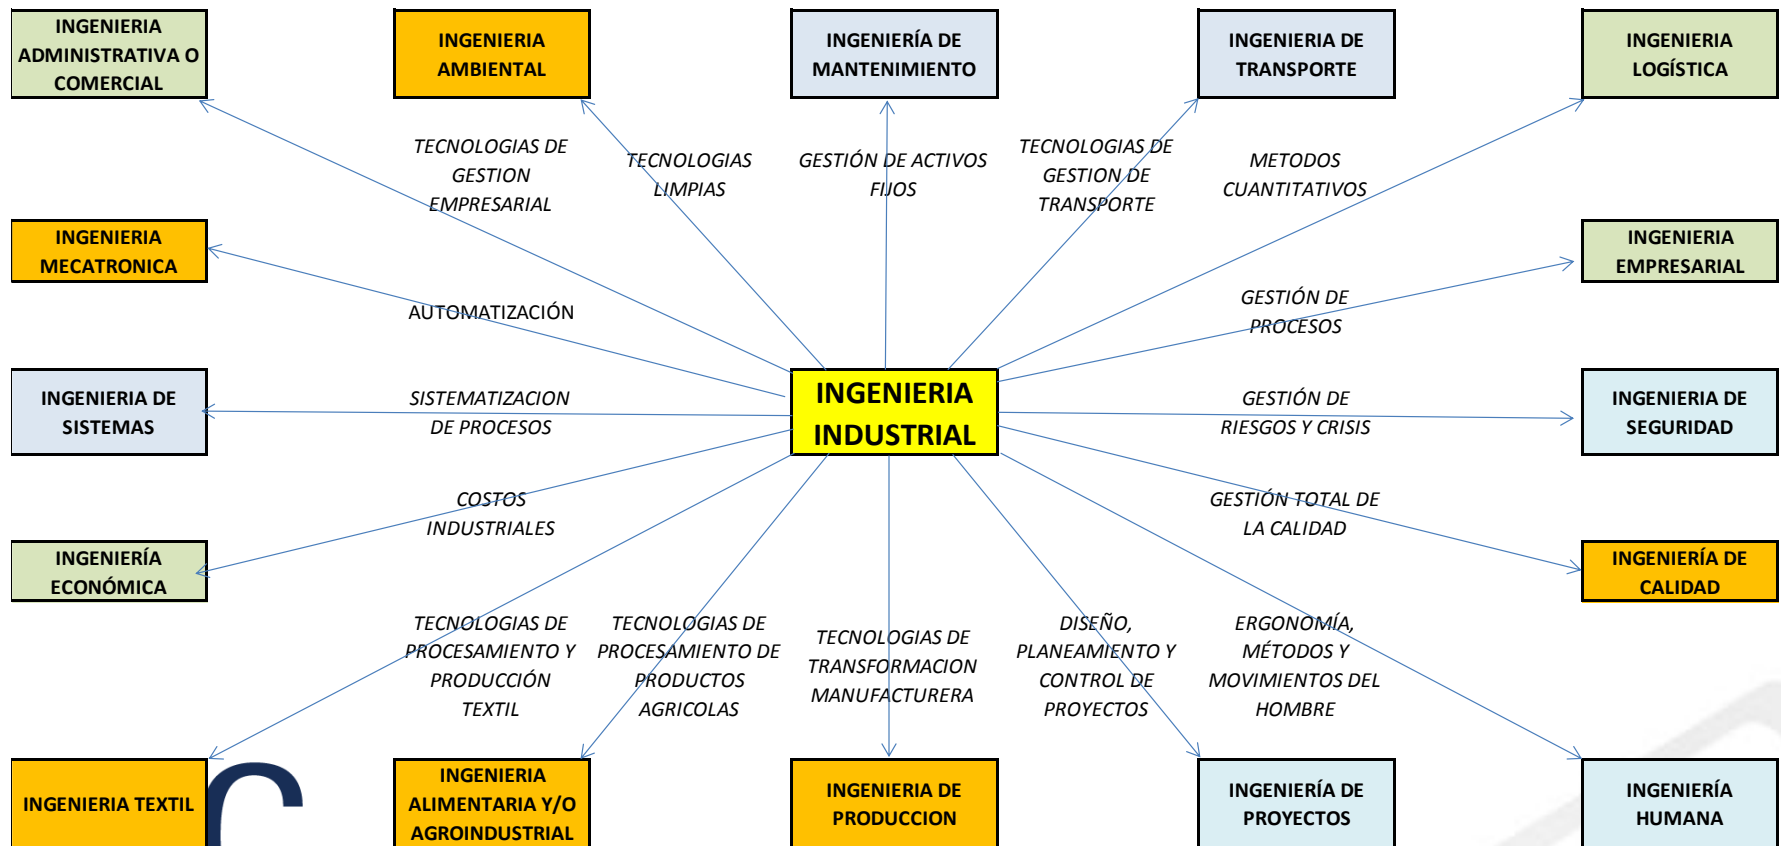 INGENIERIA
ADMINISTRATIVA O
COMERCIAL
INGENIERIA
AMBIENTAL
INGENIERÍA DE
MANTENIMIENTO
INGENIERIA DE
TRANSPORTE
INGENIERIA
LOGÍSTICA
TECNOLOGIAS DE
GESTION
EMPRESARIAL
TECNOLOGIAS
LIMPIAS
GESTIÓN DE ACTIVOS
FIJOS
TECNOLOGIAS DE
GESTION DE
TRANSPORTE
METODOS
CUANTITATIVOS
INGENIERIA
MECATRONICA
INGENIERIA
EMPRESARIAL
AUTOMATIZACIÓN
GESTIÓN DE
PROCESOS
INGENIERIA DE
SISTEMAS
SISTEMATIZACION
DE PROCESOS
INGENIERIA
INDUSTRIAL
GESTIÓN DE
RIESGOS Y CRISIS
INGENIERIA DE
SEGURIDAD
COSTOS
INDUSTRIALES
GESTIÓN TOTAL DE
LA CALIDAD
INGENIERÍA
ECONÓMICA
INGENIERÍA DE
CALIDAD
TECNOLOGIAS DE
PROCESAMIENTO Y
PRODUCCIÓN
TEXTIL
TECNOLOGIAS DE
PROCESAMIENTO DE
PRODUCTOS
AGRICOLAS
TECNOLOGIAS DE
TRANSFORMACION
MANUFACTURERA
DISEÑO,
PLANEAMIENTO Y
CONTROL DE
PROYECTOS
ERGONOMÍA,
MÉTODOS Y
MOVIMIENTOS DEL
HOMBRE
INGENIERIA TEXTIL
INGENIERIA
ALIMENTARIA Y/O
AGROINDUSTRIAL
INGENIERIA DE
PRODUCCION
INGENIERÍA DE
PROYECTOS
INGENIERÍA
HUMANA